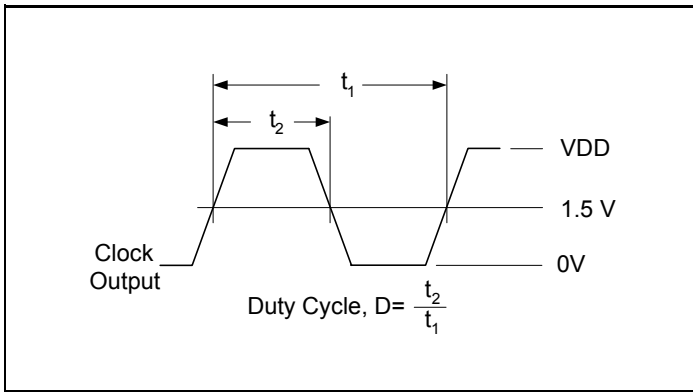 t₁
t₂
VDD
1.5 V
Clock
Output
0V
Duty Cycle, D= t₂
t₁